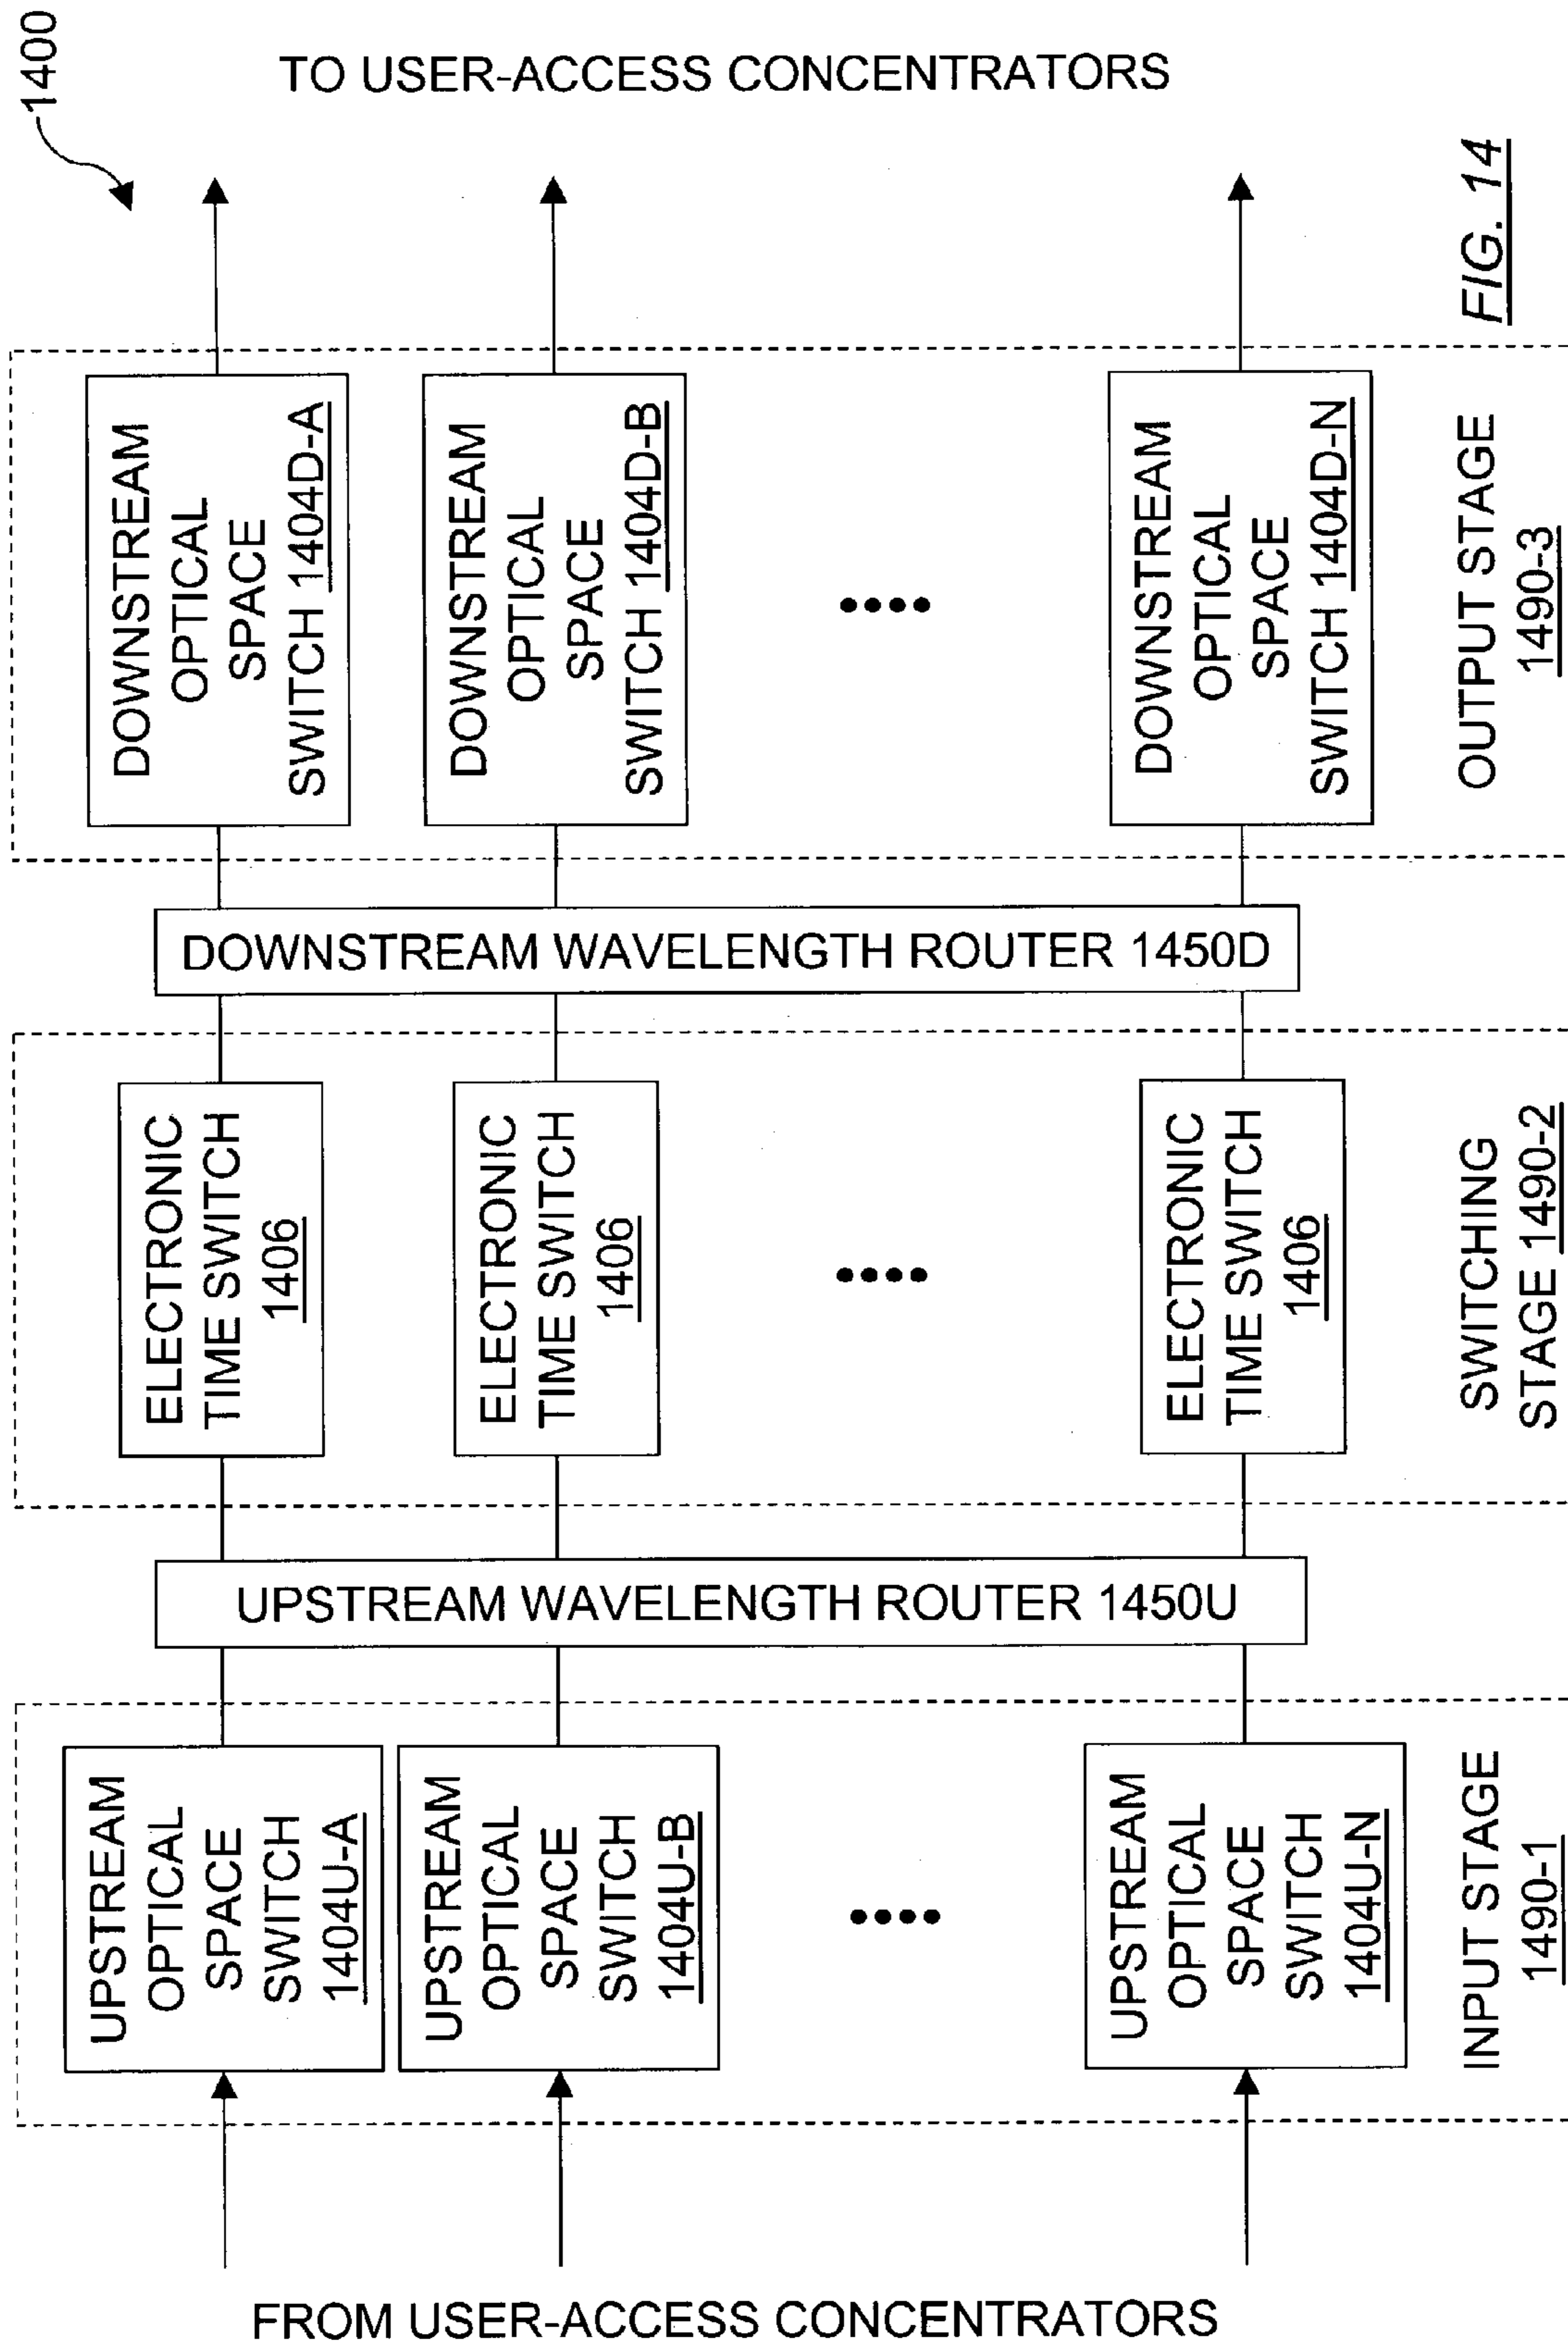 1400
FROM USER-ACCESS CONCENTRATORS
UPSTREAM
OPTICAL
SPACE
SWITCH
1404U-A
UPSTREAM
OPTICAL
SPACE
SWITCH
1404U-B
••••
UPSTREAM
OPTICAL
SPACE
SWITCH
1404U-N
INPUT STAGE
1490-1
UPSTREAM WAVELENGTH ROUTER 1450U
ELECTRONIC
TIME SWITCH
1406
ELECTRONIC
TIME SWITCH
1406
••••
ELECTRONIC
TIME SWITCH
1406
SWITCHING
STAGE 1490-2
DOWNSTREAM WAVELENGTH ROUTER 1450D
DOWNSTREAM
OPTICAL
SPACE
SWITCH 1404D-A
DOWNSTREAM
OPTICAL
SPACE
SWITCH 1404D-B
••••
DOWNSTREAM
OPTICAL
SPACE
SWITCH 1404D-N
OUTPUT STAGE
1490-3
TO USER-ACCESS CONCENTRATORS
FIG. 14